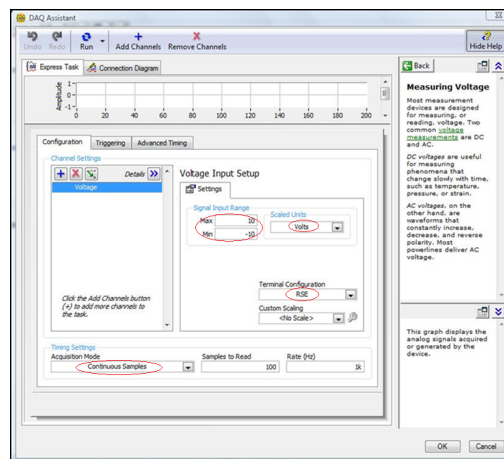 DAQ Assistant
Undo Redo Run Add Channels Remove Channels Hide Help
Express Task Connection Diagram
Amplitude
1
0
-1
0 20 40 60 80 100 120 140 160 180 200
Configuration Triggering Advanced Timing
Channel Settings
Details
Voltage
Click the Add Channels button
(+) to add more channels to
the task.
Voltage Input Setup
Settings
Signal Input Range
Max 10
Min -10
Scaled Units
Volts
Terminal Configuration
RSE
Custom Scaling
<No Scale>
Timing Settings
Acquisition Mode Samples to Read Rate (Hz)
Continuous Samples 100 1k
Back
Measuring Voltage
Most measurement
devices are designed
for measuring, or
reading, voltage. Two
common voltage
measurements are DC
and AC.
DC voltages are useful
for measuring
phenomena that
change slowly with time,
such as temperature,
pressure, or strain.
AC voltages, on the
other hand, are
waveforms that
constantly increase,
decrease, and reverse
polarity. Most
powerlines deliver AC
voltage.
This graph displays the
analog signals acquired
or generated by the
device.
OK Cancel